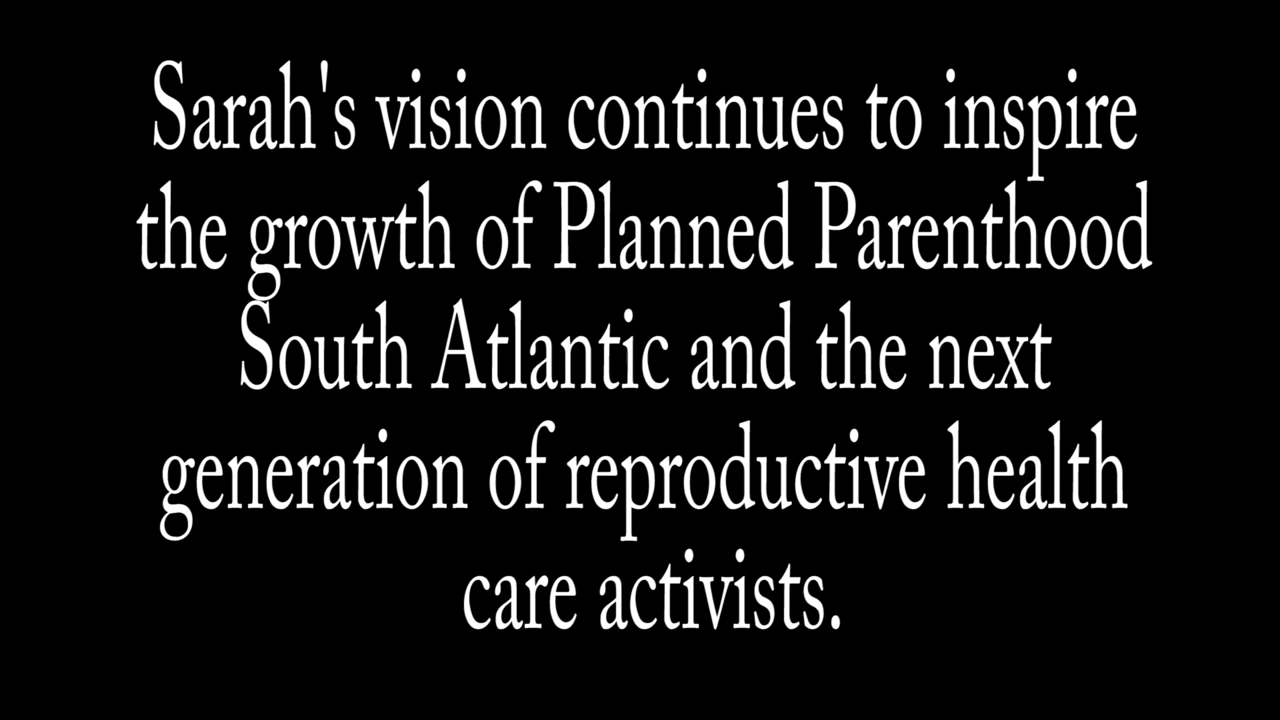 Sarah's vision continues to inspire
the growth of Planned Parenthood
South Atlantic and the next
generation of reproductive health
care activists.